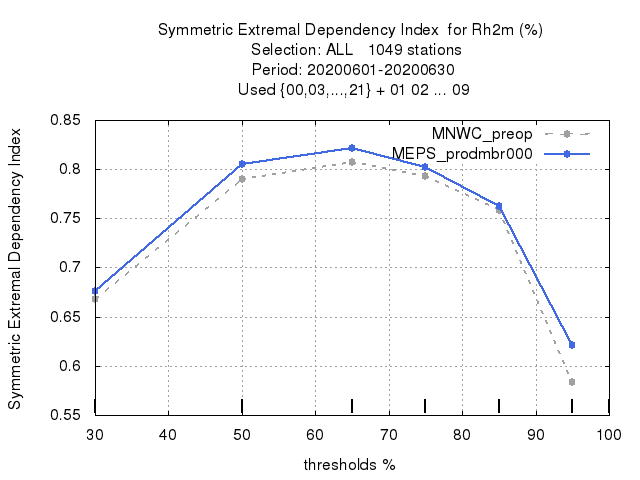 Symmetric Extremal Dependency Index  for Rh2m (%)
Selection: ALL   1049 stations
Period: 20200601-20200630
Used {00,03,...,21} + 01 02 ... 09
Symmetric Extremal Dependency Index
0.85
0.8
0.75
0.7
0.65
0.6
0.55
MNWC_preop
MEPS_prodmbr000
30 40 50 60 70 80 90 100
thresholds %